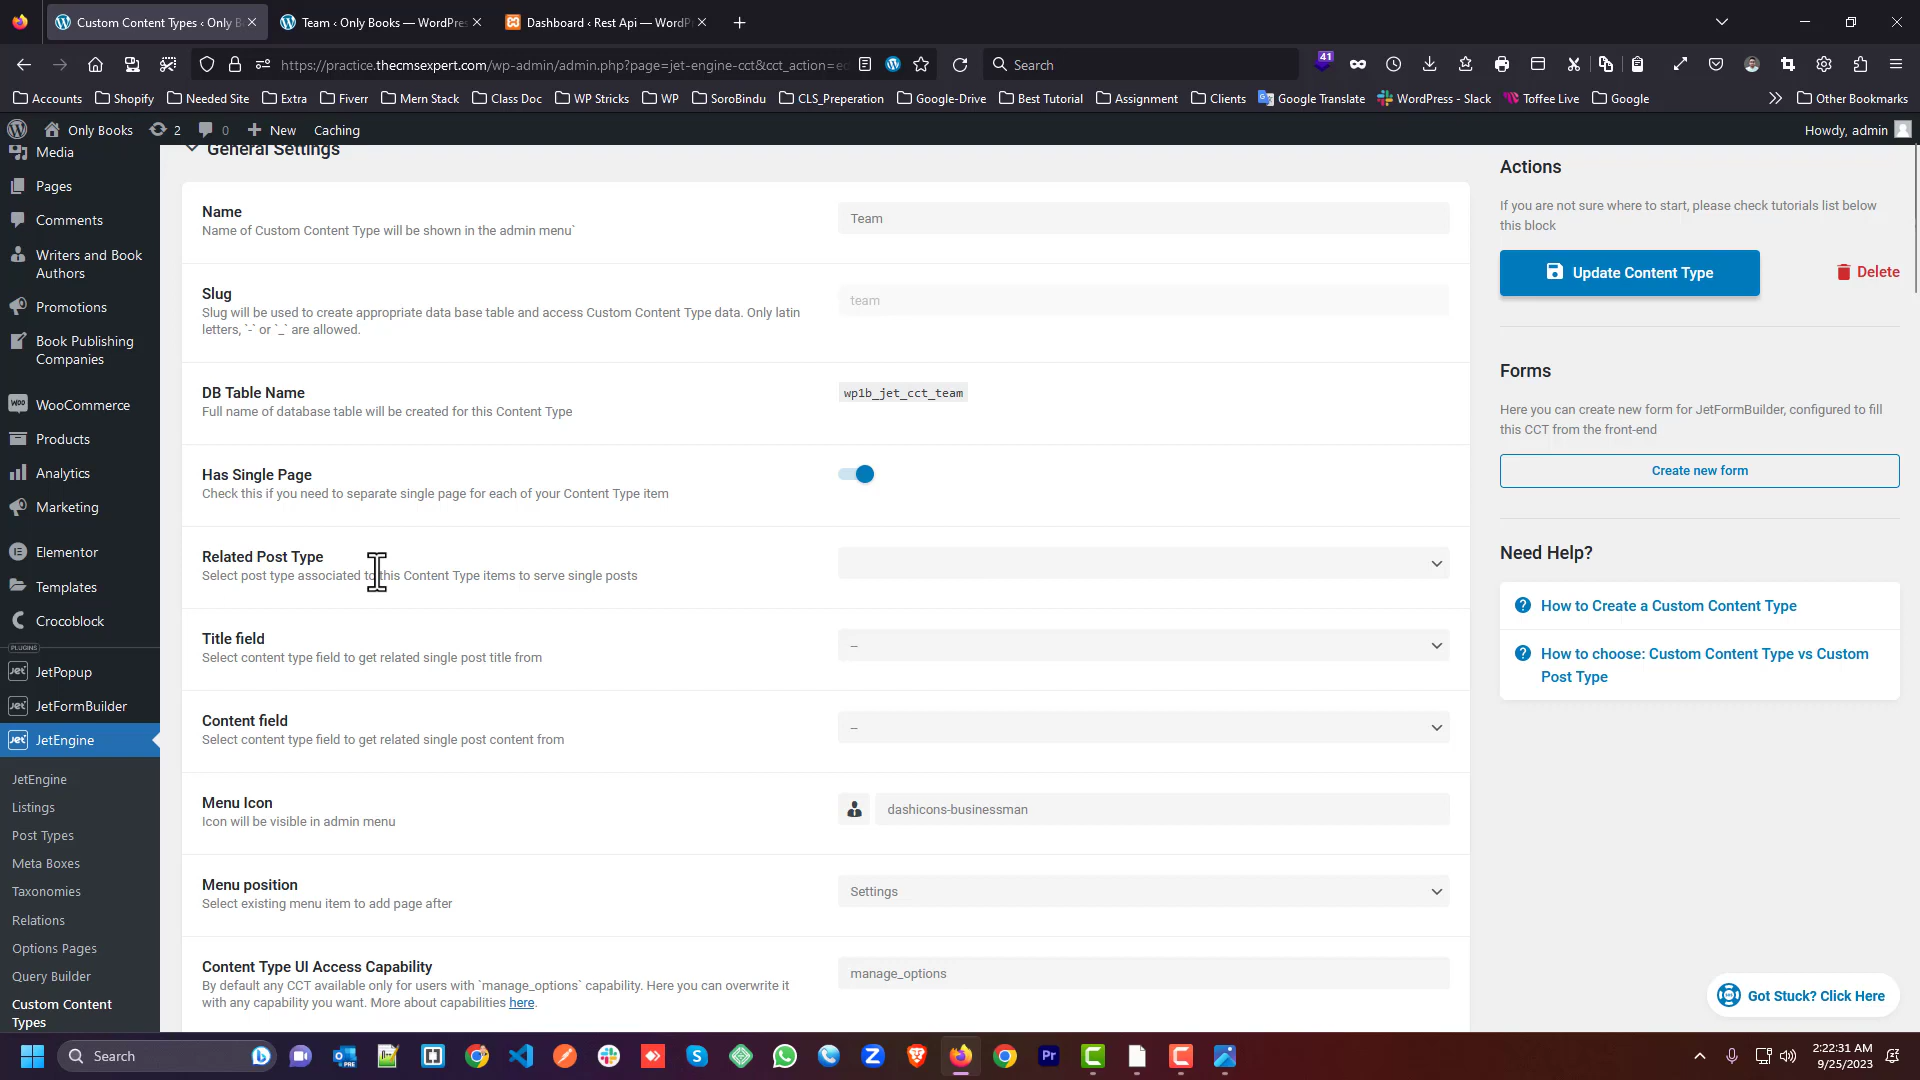 Custom Content Types ‹ Only B
Team ‹ Only Books — WordPres
Dashboard ‹ Rest Api — WordP
https://practice.thecmsexpert.com/wp-admin/admin.php?page=jet-engine-cct&cct_action=e
Search
41
Accounts
Shopify
Needed Site
Extra
Fiverr
Mern Stack
Class Doc
WP Stricks
WP
SoroBindu
CLS_Preperation
Google-Drive
Best Tutorial
Assignment
Clients
Google Translate
WordPress - Slack
Toffee Live
Google
Other Bookmarks
Only Books
2
0
New
Caching
Howdy, admin
Media
Pages
Comments
Writers and Book
Authors
Promotions
Book Publishing
Companies
WooCommerce
Products
Analytics
Marketing
Elementor
Templates
Crocoblock
PLUGINS
JetPopup
JetFormBuilder
JetEngine
JetEngine
Listings
Post Types
Meta Boxes
Taxonomies
Relations
Options Pages
Query Builder
Custom Content
Types
General Settings
Name
Name of Custom Content Type will be shown in the admin menu`
Team
Slug
Slug will be used to create appropriate data base table and access Custom Content Type data. Only latin
letters, `-` or `_` are allowed.
team
DB Table Name
Full name of database table will be created for this Content Type
wp1b_jet_cct_team
Has Single Page
Check this if you need to separate single page for each of your Content Type item
Related Post Type
Select post type associated to this Content Type items to serve single posts
Title field
Select content type field to get related single post title from
–
Content field
Select content type field to get related single post content from
–
Menu Icon
Icon will be visible in admin menu
dashicons-businessman
Menu position
Select existing menu item to add page after
Settings
Content Type UI Access Capability
By default any CCT available only for users with `manage_options` capability. Here you can overwrite it
with any capability you want. More about capabilities here.
manage_options
Actions
If you are not sure where to start, please check tutorials list below
this block
Update Content Type
Delete
Forms
Here you can create new form for JetFormBuilder, configured to fill
this CCT from the front-end
Create new form
Need Help?
How to Create a Custom Content Type
How to choose: Custom Content Type vs Custom
Post Type
Got Stuck? Click Here
Search
2:22:31 AM
9/25/2023